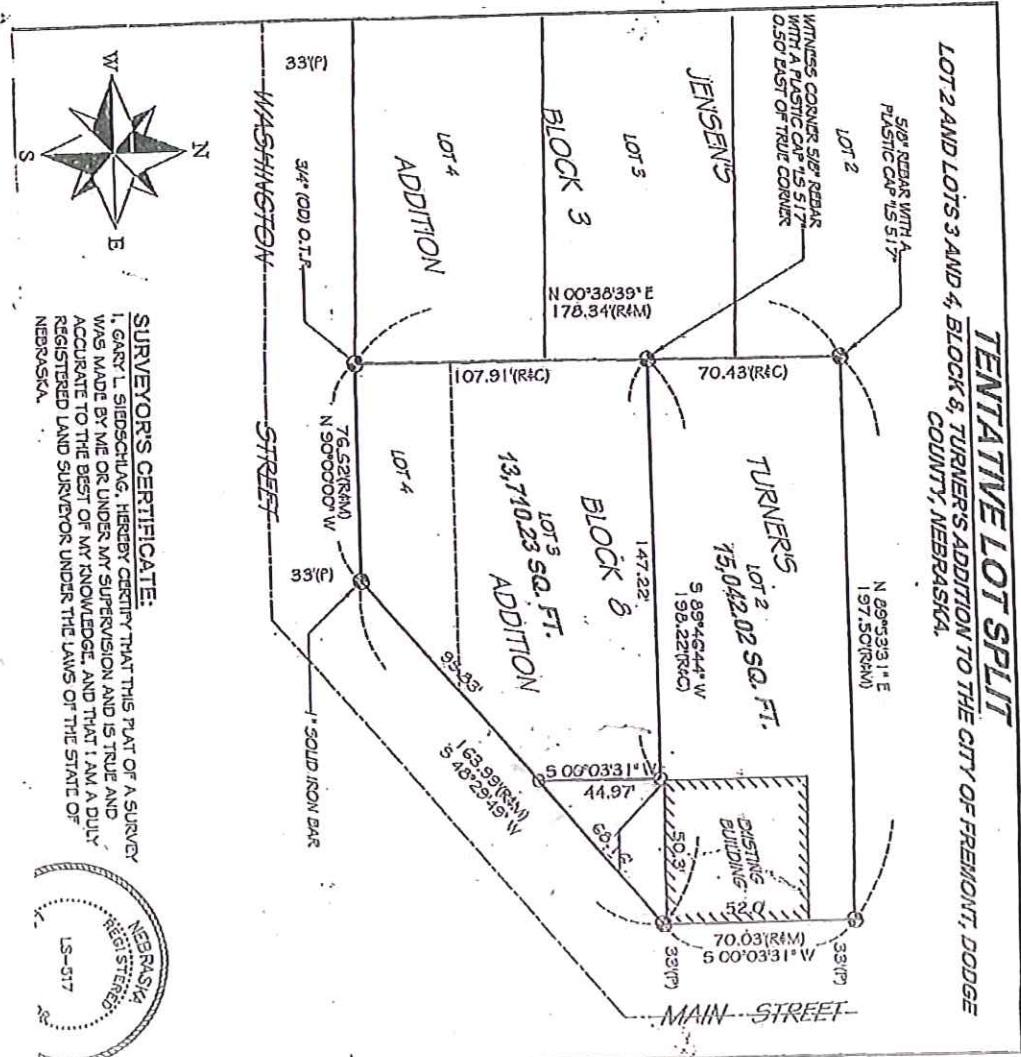 TENTATIVE LOT SPLIT
LOT 2 AND LOTS 3 AND 4, BLOCK 8, TURNER'S ADDITION TO THE CITY OF FREMONT, DODGE
COUNTY, NEBRASKA.
5/8" REBAR WITH A
PLASTIC CAP "LS 517"
WITNESS CORNER 5/8" REBAR
WITH A PLASTIC CAP "LS 517"
0.50' EAST OF TRUE CORNER
N 89°53'31" E
197.50'(R&M)
LOT 2
JENSEN'S
LOT 3
BLOCK 3
LOT 4
ADDITION
N 00°38'39" E
178.34'(R&M)
70.43'(R&C)
107.91'(R&C)
TURNER'S
LOT 2
15,042.02 SQ. FT.
S 89°46'44" W
198.22'(R&C)
147.22'
EXISTING
BUILDING
52.0'
50.3'
70.03'(R&M)
S 00°03'31" W
33'(P)
33'(P)
MAIN STREET
BLOCK 8
LOT 3
13,710.23 SQ. FT.
ADDITION
S 00°03'31" W
44.97'
68.16'
95.83'
163.99'(R&M)
S 48°29'49" W
LOT 4
76.52'(R&M)
N 90°00'00" W
3/4" (OD) O.T.P.
1" SOLID IRON BAR
33'(P)
33'(P)
WASHINGTON STREET
N
W
E
S
SURVEYOR'S CERTIFICATE:
I, GARY L. SIEDSCHLAG, HEREBY CERTIFY THAT THIS PLAT OF A SURVEY
WAS MADE BY ME OR UNDER MY SUPERVISION AND IS TRUE AND
ACCURATE TO THE BEST OF MY KNOWLEDGE, AND THAT I AM A DULY
REGISTERED LAND SURVEYOR UNDER THE LAWS OF THE STATE OF
NEBRASKA.
NEBRASKA
REGISTERED
LS-517